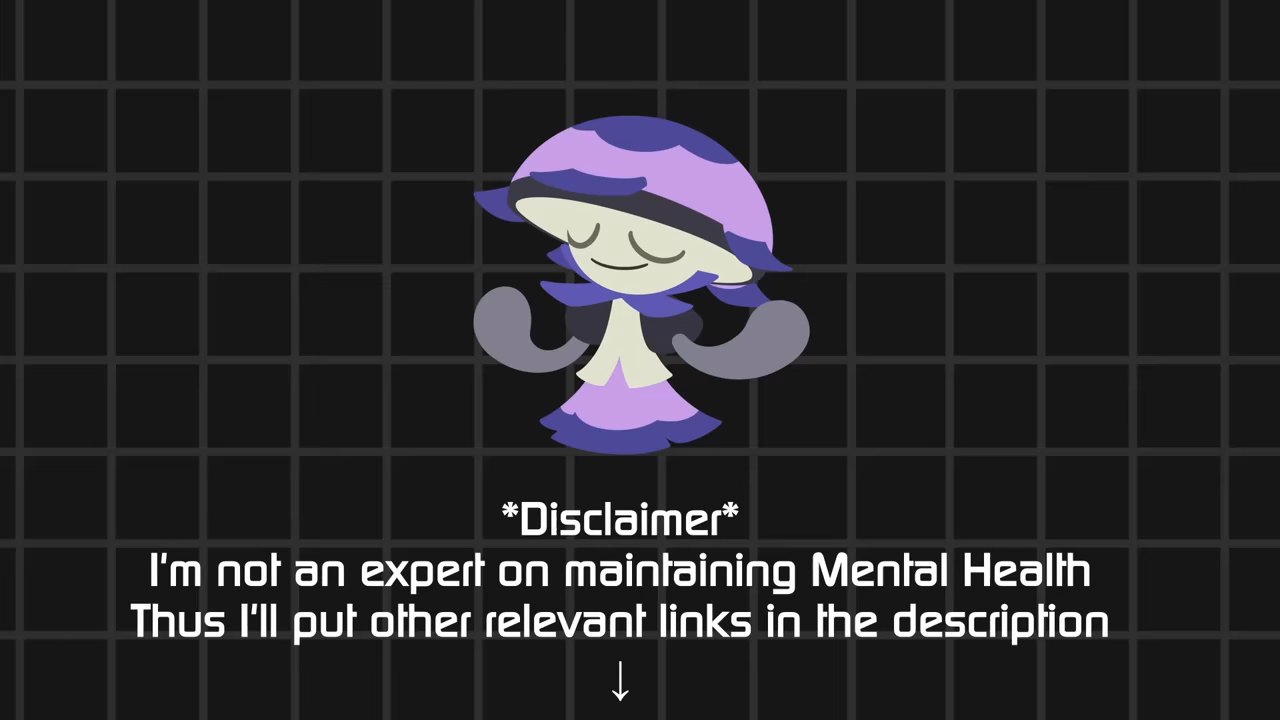 *Disclaimer*
I'm not an expert on maintaining Mental Health
Thus I'll put other relevant links in the description
↓